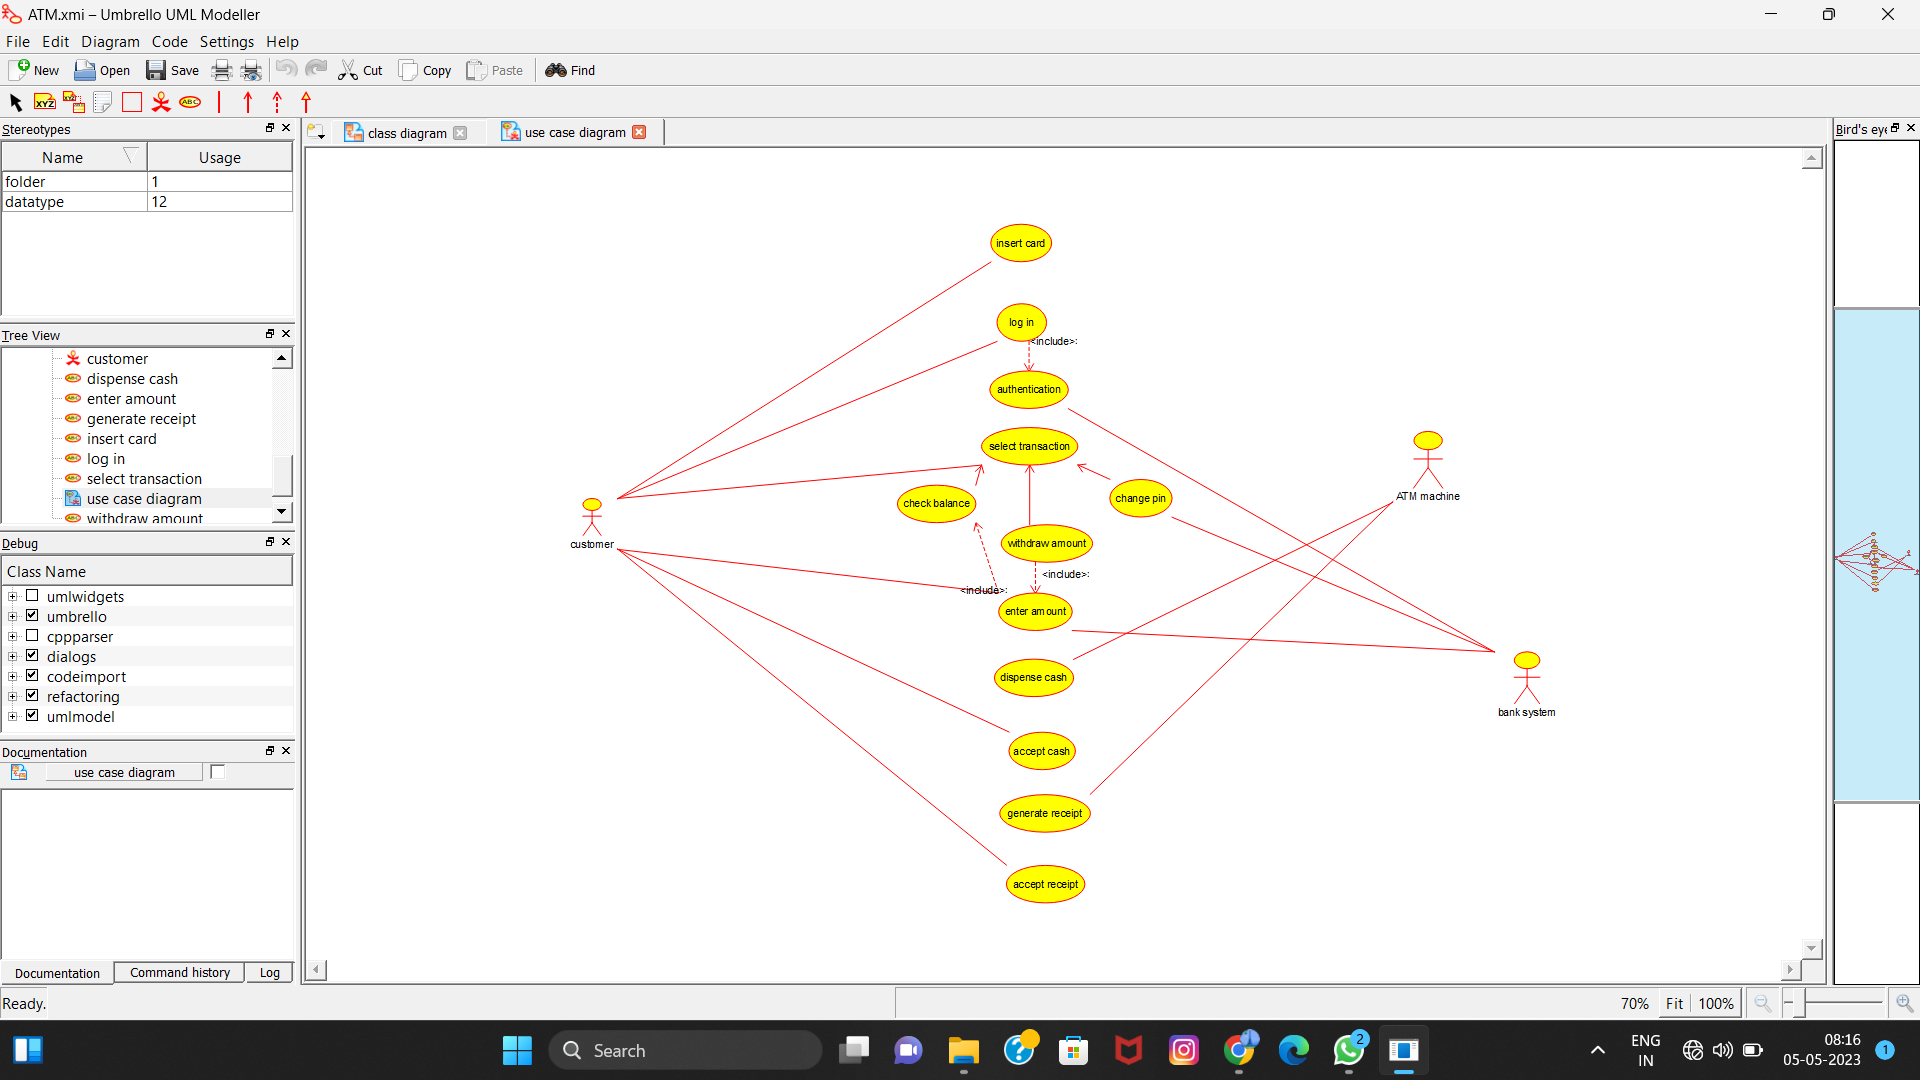 ATM.xmi – Umbrello UML Modeller
File Edit Diagram Code Settings Help
New Open Save Cut Copy Paste Find
XYZ XYZ ABC
Stereotypes
Name Usage
folder 1
datatype 12
Tree View
customer
dispense cash
enter amount
generate receipt
insert card
log in
select transaction
use case diagram
withdraw amount
Debug
Class Name
umlwidgets
umbrello
cppparser
dialogs
codeimport
refactoring
umlmodel
Documentation
use case diagram
Documentation Command history Log
Ready.
class diagram use case diagram
insert card
log in
<include>:
authentication
select transaction
check balance
change pin
withdraw amount
<include>:
<include>:
enter amount
dispense cash
accept cash
generate receipt
accept receipt
customer
ATM machine
bank system
Bird's eye
70% Fit 100%
Search
2
ENG
IN
08:16
05-05-2023
1